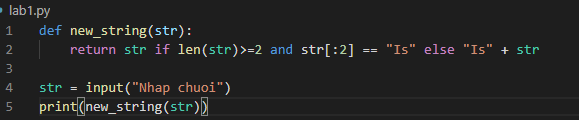 lab1.py
1 def new_string(str):
2     return str if len(str)>=2 and str[:2] == "Is" else "Is" + str
3
4 str = input("Nhap chuoi")
5 print(new_string(str))